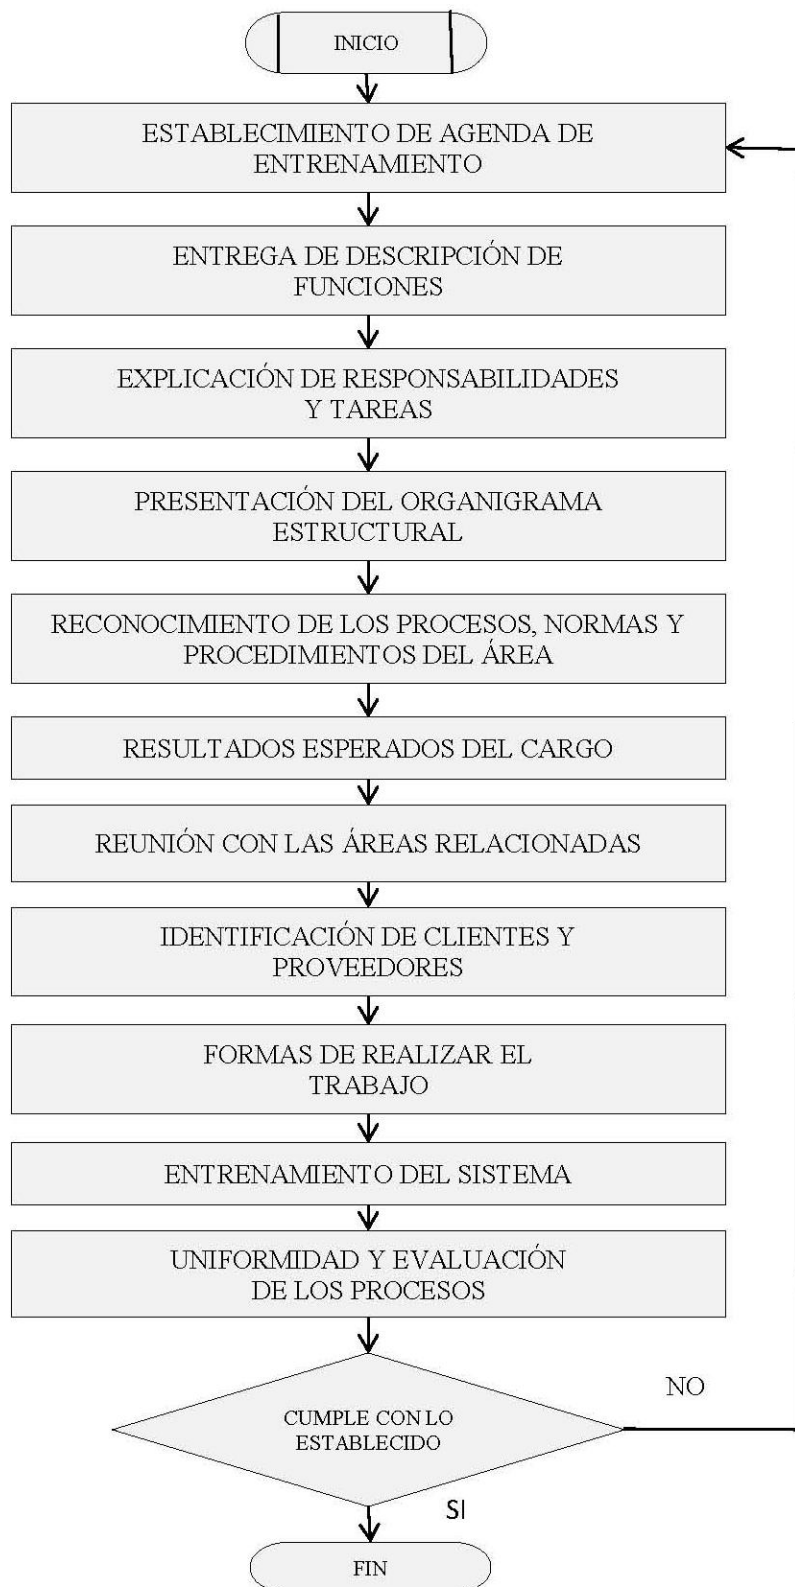 INICIO
ESTABLECIMIENTO DE AGENDA DE
ENTRENAMIENTO
ENTREGA DE DESCRIPCIÓN DE
FUNCIONES
EXPLICACIÓN DE RESPONSABILIDADES
Y TAREAS
PRESENTACIÓN DEL ORGANIGRAMA
ESTRUCTURAL
RECONOCIMIENTO DE LOS PROCESOS, NORMAS Y
PROCEDIMIENTOS DEL ÁREA
RESULTADOS ESPERADOS DEL CARGO
REUNIÓN CON LAS ÁREAS RELACIONADAS
IDENTIFICACIÓN DE CLIENTES Y
PROVEEDORES
FORMAS DE REALIZAR EL
TRABAJO
ENTRENAMIENTO DEL SISTEMA
UNIFORMIDAD Y EVALUACIÓN
DE LOS PROCESOS
NO
CUMPLE CON LO
ESTABLECIDO
SI
FIN